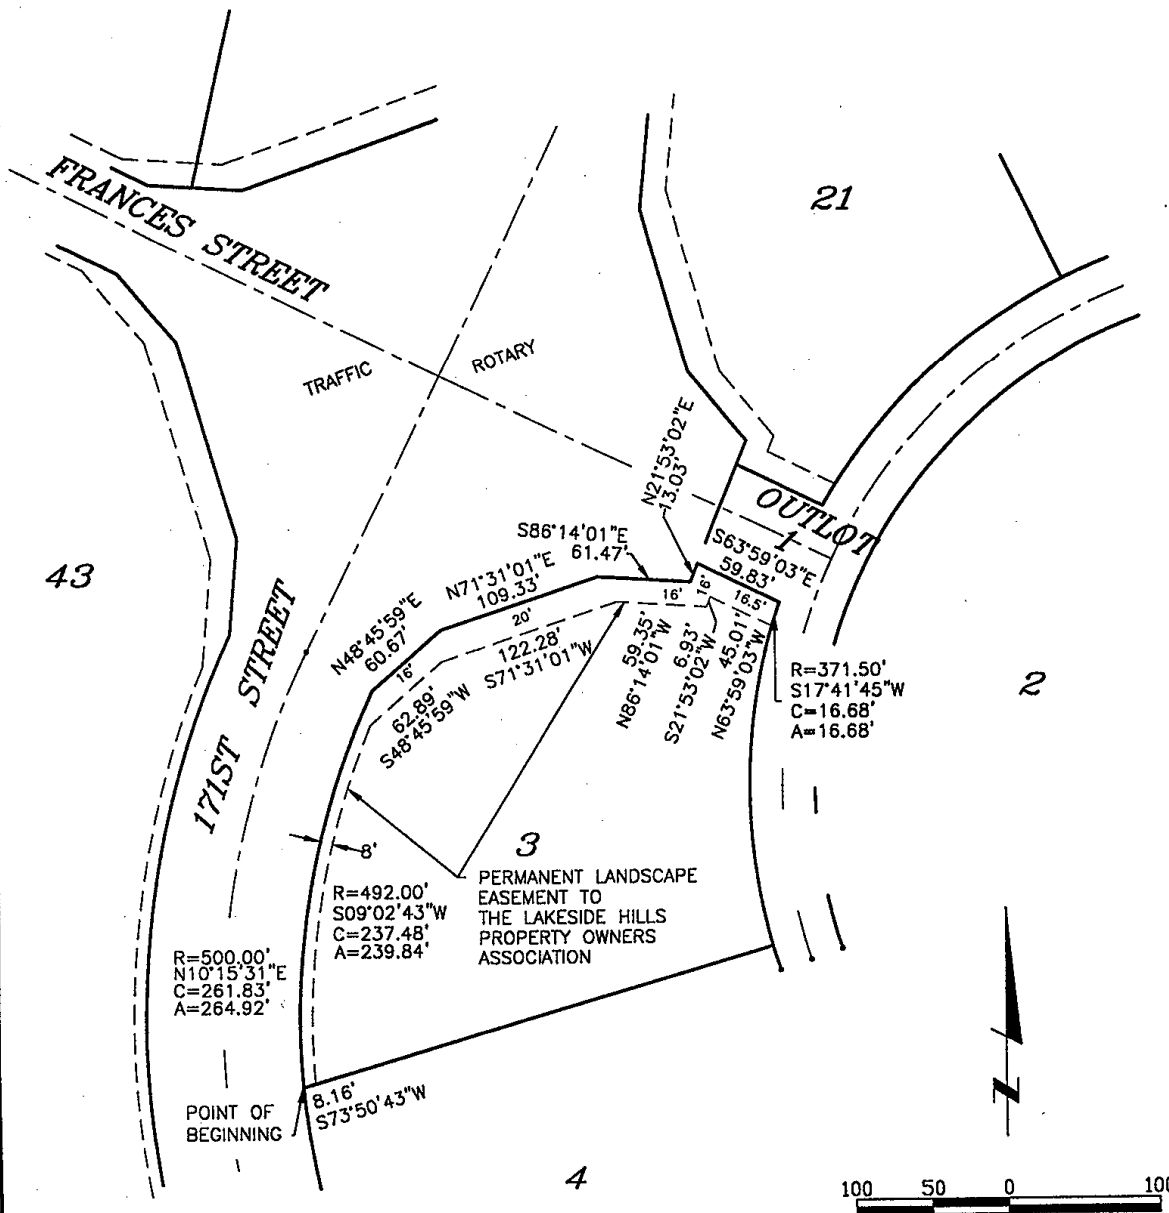 21
FRANCES STREET
TRAFFIC
ROTARY
N21°53'02"E
13.03'
OUTLOT
1
S63°59'03"E
59.83'
S86°14'01"E
61.47'
N71°31'01"E
109.33'
N48°45'59"E
60.67'
43
171ST STREET
16'
20'
16'
16'
16.5'
122.28'
S71°31'01"W
62.89'
S48°45'59"W
59.35'
N86°14'01"W
6.93'
S21°53'02"W
45.01'
N63°59'03"W
R=371.50'
S17°41'45"W
C=16.68'
A=16.68'
2
8'
3
PERMANENT LANDSCAPE
EASEMENT TO
THE LAKESIDE HILLS
PROPERTY OWNERS
ASSOCIATION
R=492.00'
S09°02'43"W
C=237.48'
A=239.84'
R=500.00'
N10°15'31"E
C=261.83'
A=264.92'
POINT OF
BEGINNING
8.16'
S73°50'43"W
N
4
100 50 0 100